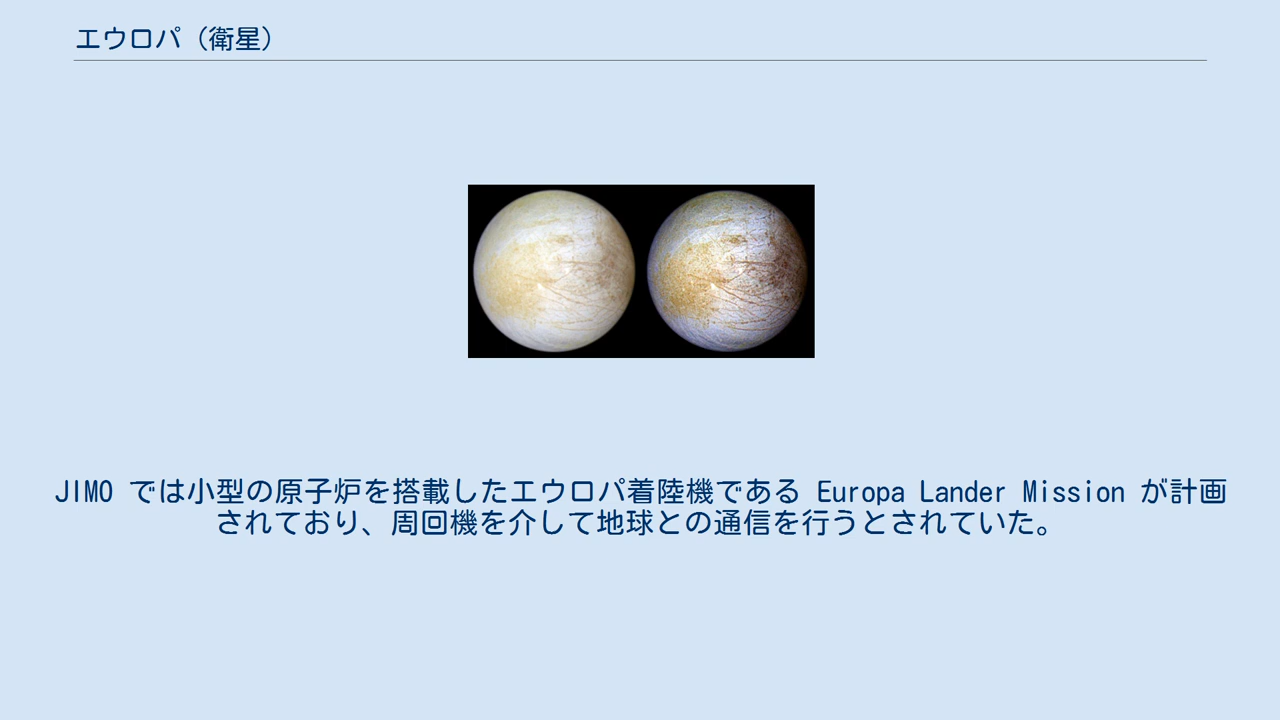 エウロパ（衛星）
JIMO では小型の原子炉を搭載したエウロパ着陸機である Europa Lander Mission が計画
されており、周回機を介して地球との通信を行うとされていた。